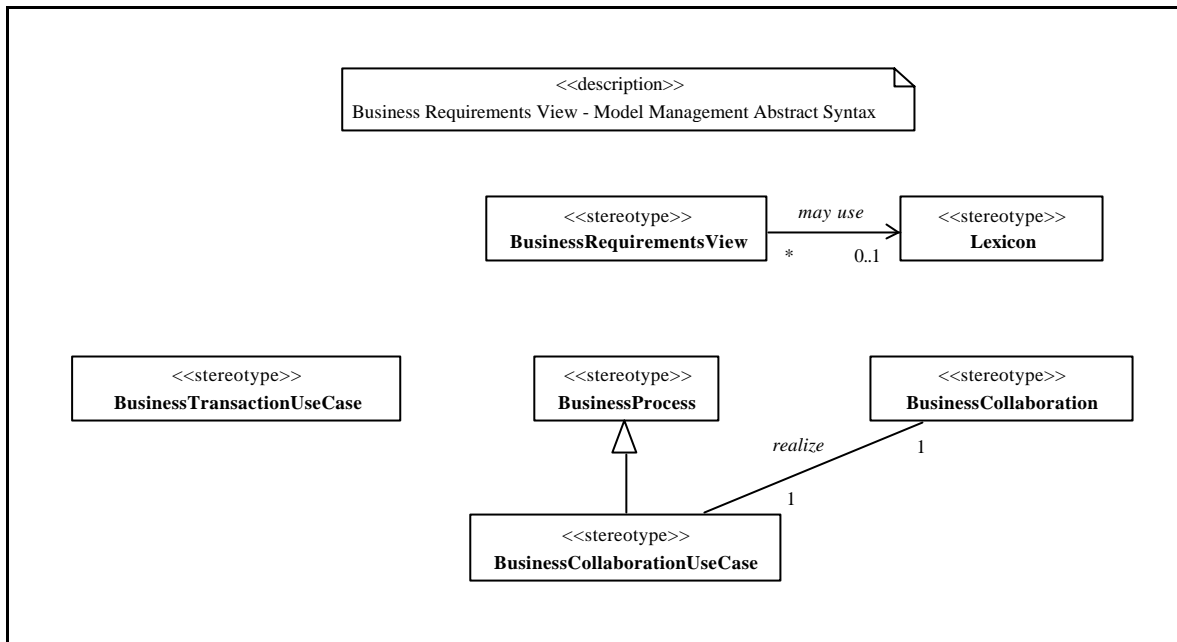 <<description>>
Business Requirements View - Model Management Abstract Syntax
<<stereotype>>
BusinessRequirementsView
may use
*
0..1
<<stereotype>>
Lexicon
<<stereotype>>
BusinessTransactionUseCase
<<stereotype>>
BusinessProcess
<<stereotype>>
BusinessCollaboration
realize
1
1
<<stereotype>>
BusinessCollaborationUseCase